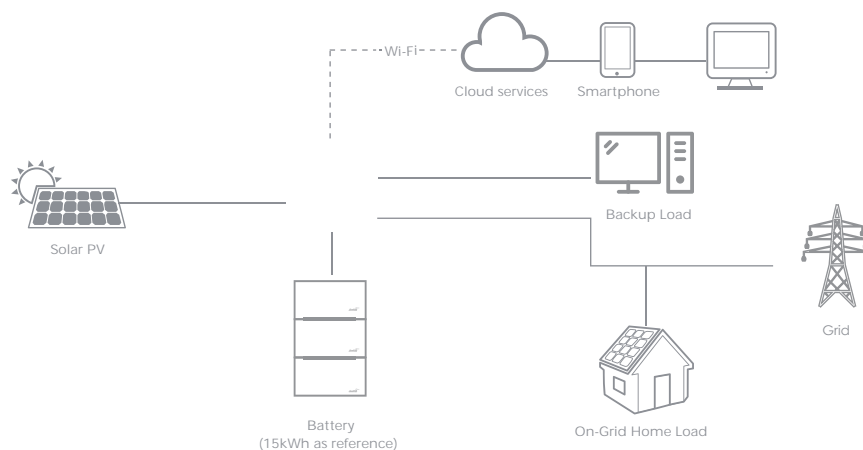 Wi-Fi
Cloud services
Smartphone
Backup Load
Solar PV
Grid
Battery
(15kWh as reference)
On-Grid Home Load